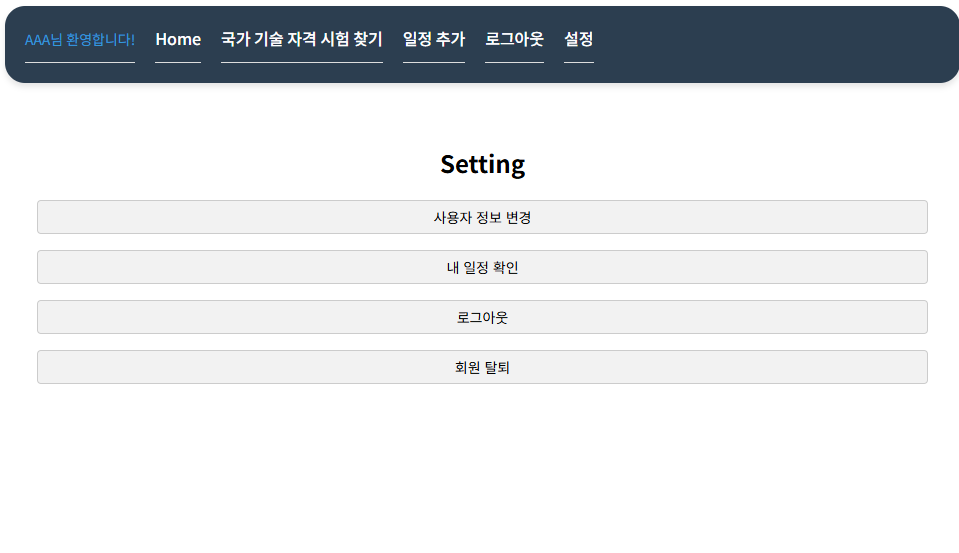 AAA님 환영합니다! Home 국가 기술 자격 시험 찾기 일정 추가 로그아웃 설정
Setting
사용자 정보 변경
내 일정 확인
로그아웃
회원 탈퇴